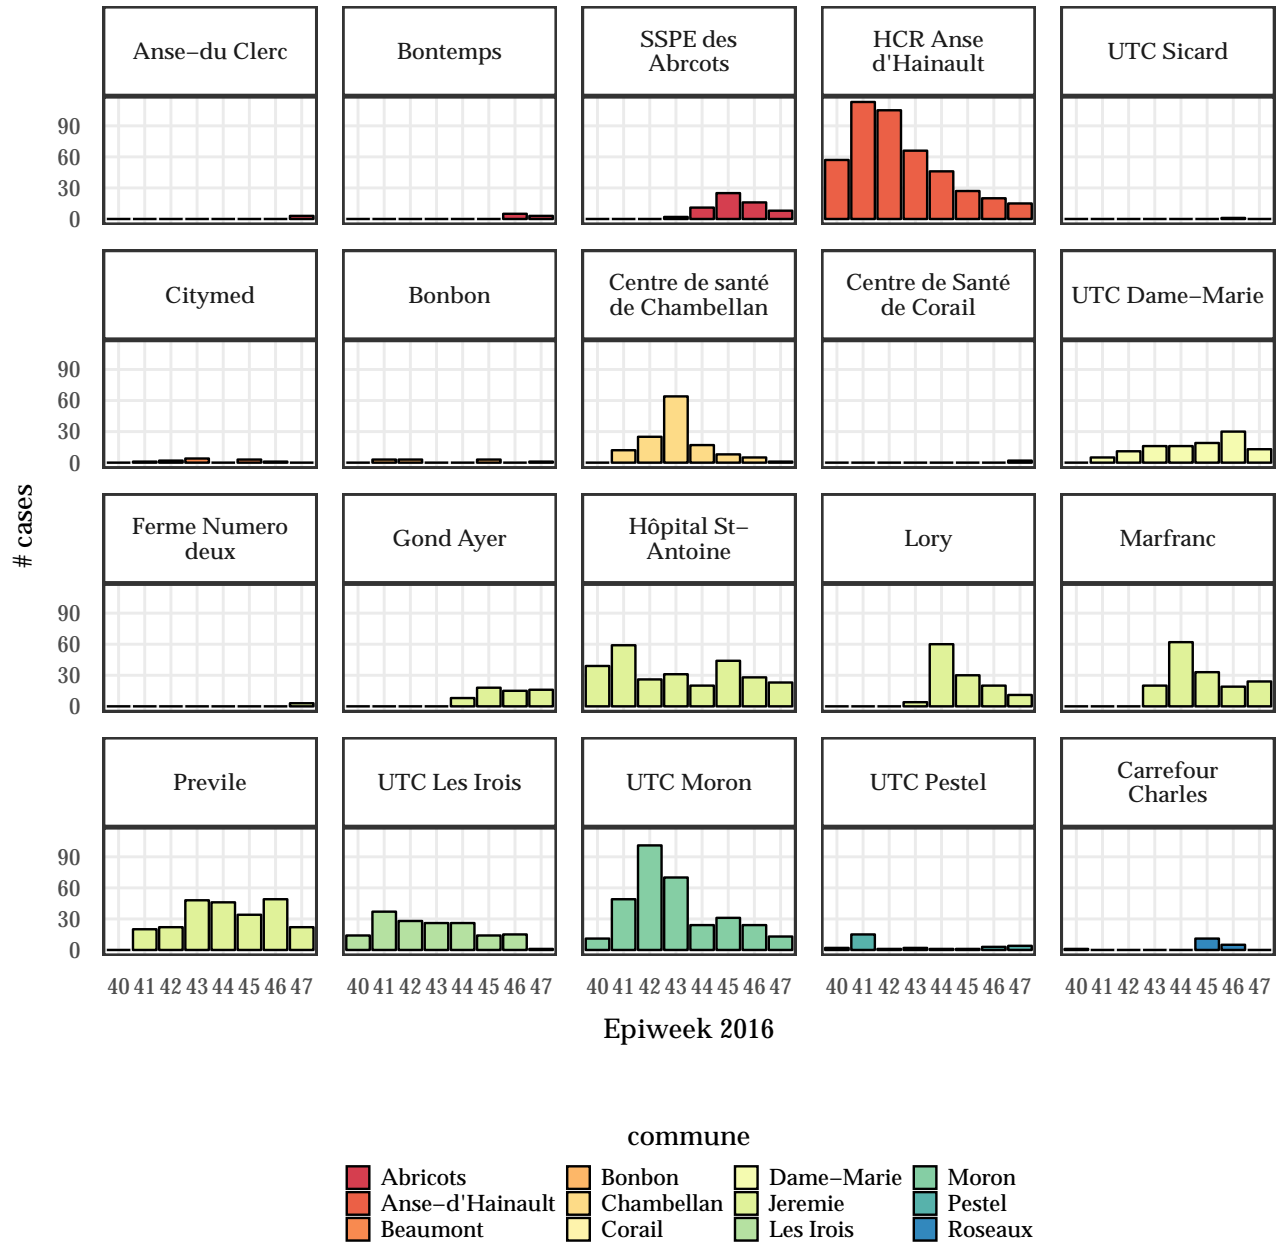 Anse–du Clerc
Bontemps
SSPE des
Abrcots
HCR Anse
d'Hainault
UTC Sicard
90
60
30
0
Citymed
Bonbon
Centre de santé
de Chambellan
Centre de Santé
de Corail
UTC Dame–Marie
90
60
30
0
Ferme Numero
deux
Gond Ayer
Hôpital St–
Antoine
Lory
Marfranc
90
60
30
0
Previle
UTC Les Irois
UTC Moron
UTC Pestel
Carrefour
Charles
90
60
30
0
# cases
40 41 42 43 44 45 46 47
40 41 42 43 44 45 46 47
40 41 42 43 44 45 46 47
40 41 42 43 44 45 46 47
40 41 42 43 44 45 46 47
Epiweek 2016
commune
Abricots
Anse–d'Hainault
Beaumont
Bonbon
Chambellan
Corail
Dame–Marie
Jeremie
Les Irois
Moron
Pestel
Roseaux